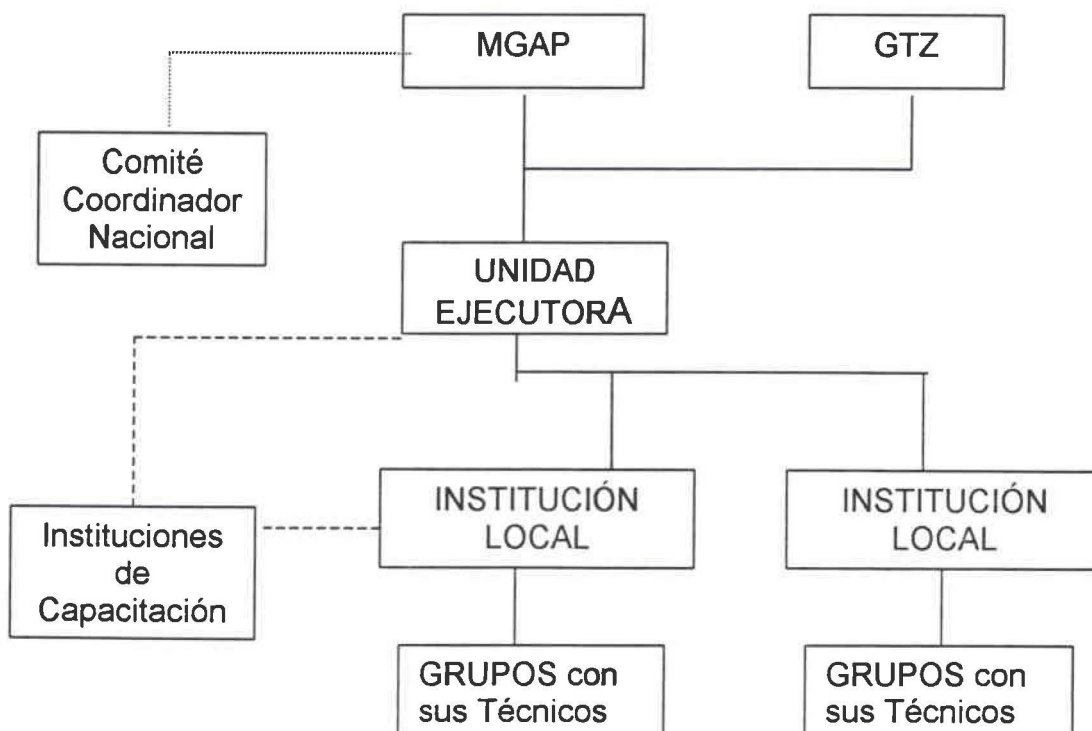 MGAP
GTZ
Comité
Coordinador
Nacional
UNIDAD
EJECUTORA
INSTITUCIÓN
LOCAL
INSTITUCIÓN
LOCAL
Instituciones
de
Capacitación
GRUPOS con
sus Técnicos
GRUPOS con
sus Técnicos